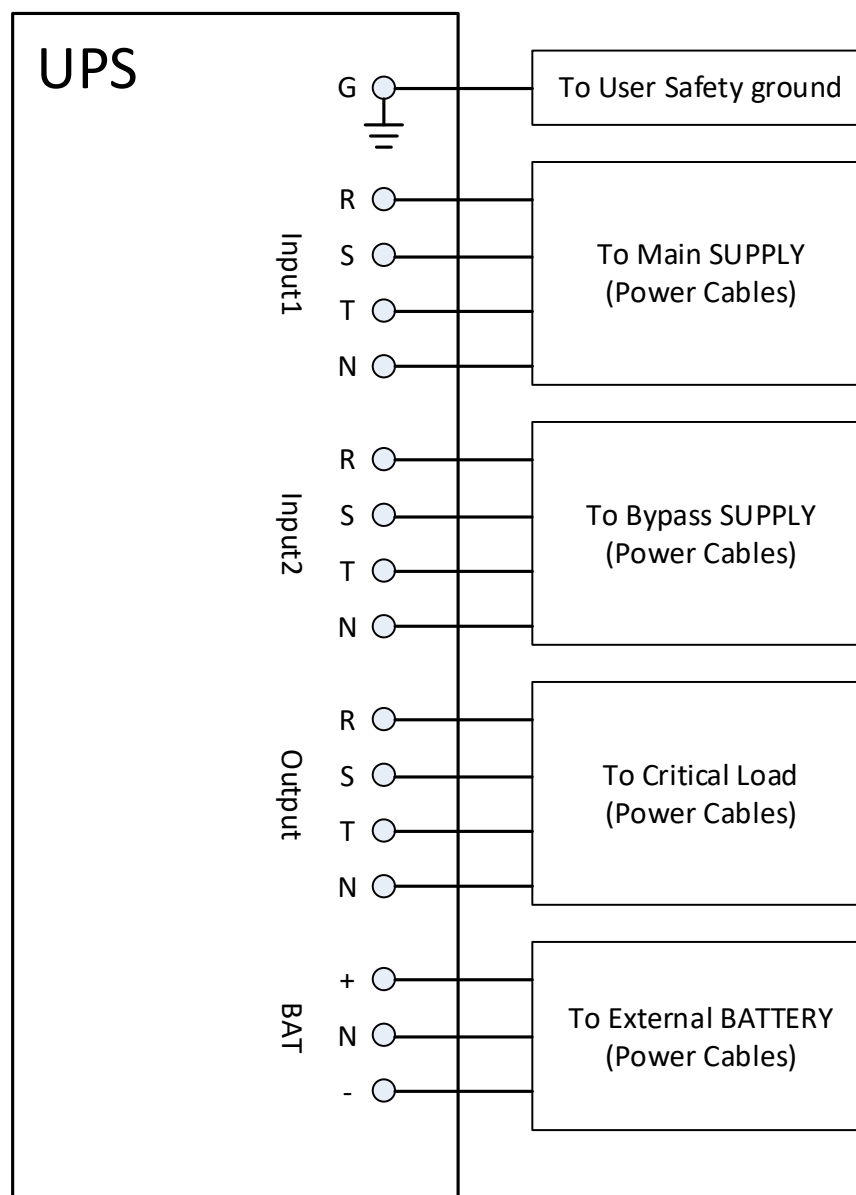 UPS
G
To User Safety ground
Input1
R
S
T
N
To Main SUPPLY
(Power Cables)
Input2
R
S
T
N
To Bypass SUPPLY
(Power Cables)
Output
R
S
T
N
To Critical Load
(Power Cables)
BAT
+
N
-
To External BATTERY
(Power Cables)